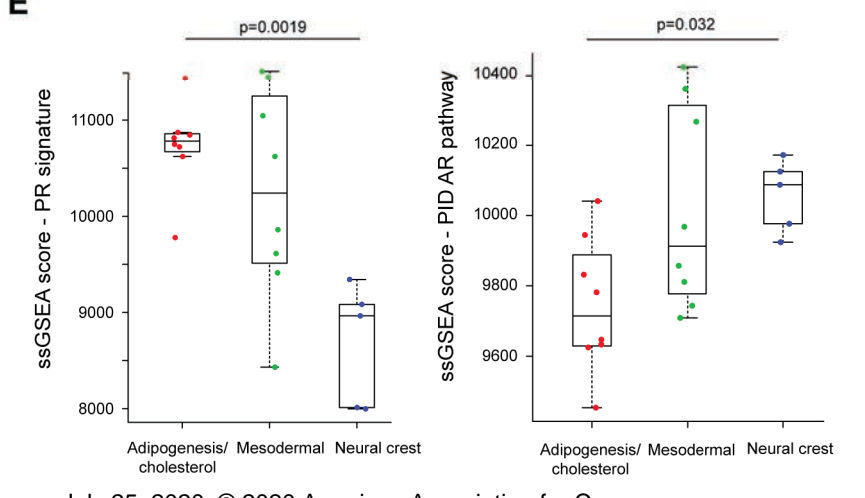 E
p=0.0019
ssGSEA score - PR signature
11000
10000
9000
8000
Adipogenesis/
cholesterol
Mesodermal
Neural crest
p=0.032
ssGSEA score - PID AR pathway
10400
10200
10000
9800
9600
Adipogenesis/
cholesterol
Mesodermal
Neural crest
25, 2020. © 2020 American Association for